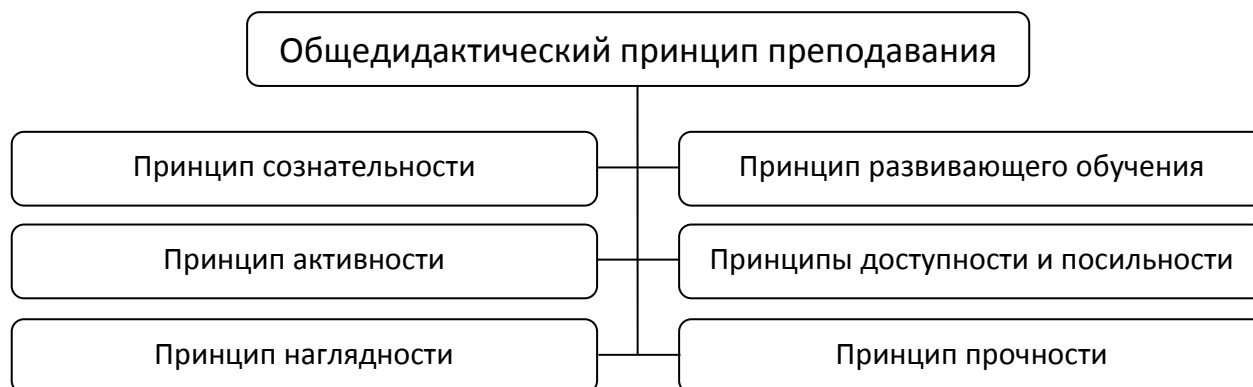 Общедидактический принцип преподавания
Принцип сознательности
Принцип развивающего обучения
Принцип активности
Принципы доступности и посильности
Принцип наглядности
Принцип прочности